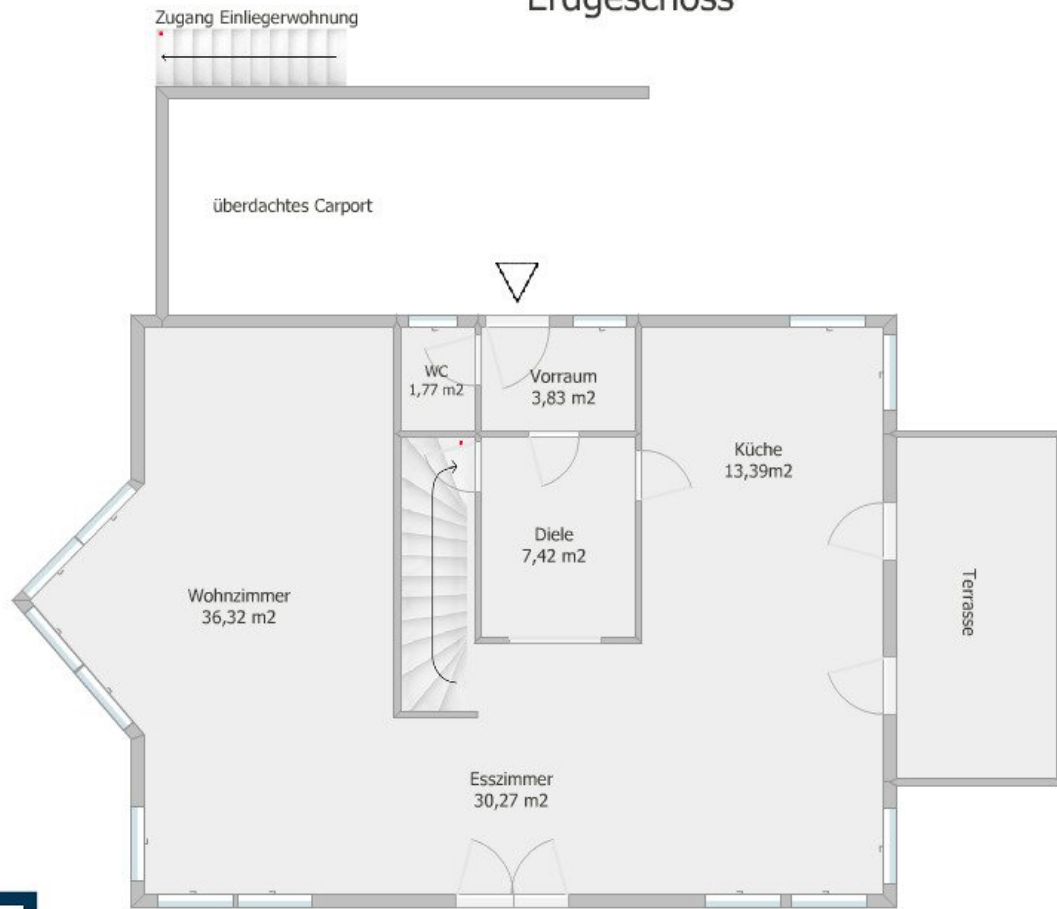 Erdgeschoss
Zugang Einliegerwohnung
überdachtes Carport
WC
1,77 m2
Vorraum
3,83 m2
Küche
13,39m2
Diele
7,42 m2
Wohnzimmer
36,32 m2
Terrasse
Esszimmer
30,27 m2